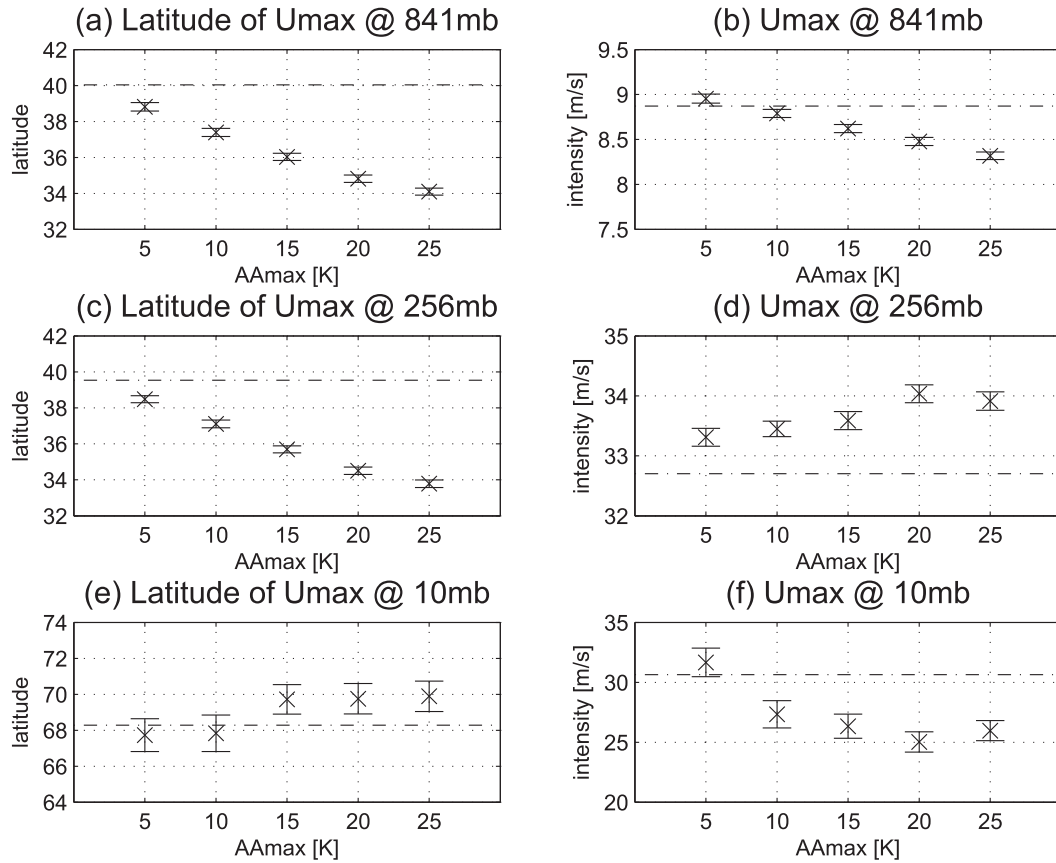 (a) Latitude of Umax @ 841mb
42
40
38
36
34
32
latitude
5 10 15 20 25
AAmax [K]
(b) Umax @ 841mb
9.5
9
8.5
8
7.5
intensity [m/s]
5 10 15 20 25
AAmax [K]
(c) Latitude of Umax @ 256mb
42
40
38
36
34
32
latitude
5 10 15 20 25
AAmax [K]
(d) Umax @ 256mb
35
34
33
32
intensity [m/s]
5 10 15 20 25
AAmax [K]
(e) Latitude of Umax @ 10mb
74
72
70
68
66
64
latitude
5 10 15 20 25
AAmax [K]
(f) Umax @ 10mb
35
30
25
20
intensity [m/s]
5 10 15 20 25
AAmax [K]